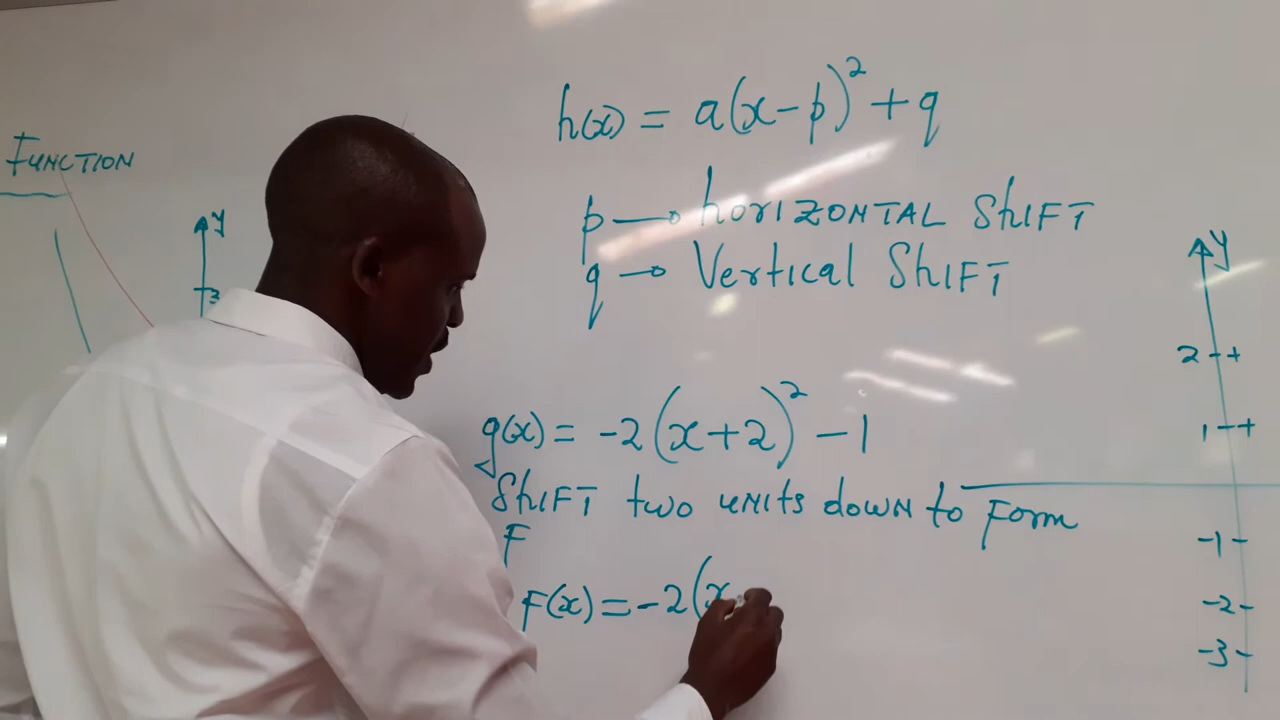 FUNCTION
y
3
h(x) = a(x-p)² + q
p → horIZONTAL ShIFT
q → Vertical ShIFT
g(x) = -2(x+2)² - 1
ShIFT two units down to Form
F
F(x) = -2(x
y
2
1
-1
-2
-3